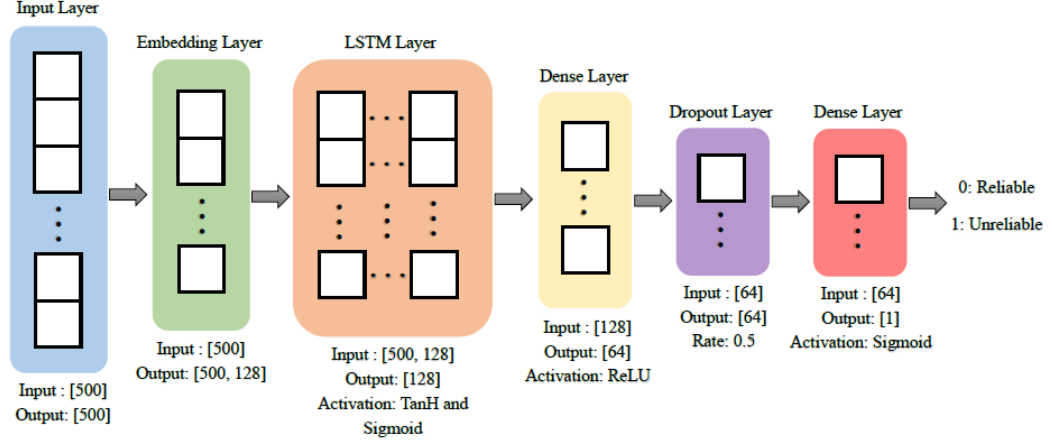 Input Layer
Input : [500]
Output: [500]
Embedding Layer
Input : [500]
Output: [500, 128]
LSTM Layer
Input : [500, 128]
Output: [128]
Activation: TanH and
Sigmoid
Dense Layer
Input : [128]
Output: [64]
Activation: ReLU
Dropout Layer
Input : [64]
Output: [64]
Rate: 0.5
Dense Layer
Input : [64]
Output: [1]
Activation: Sigmoid
0: Reliable
1: Unreliable